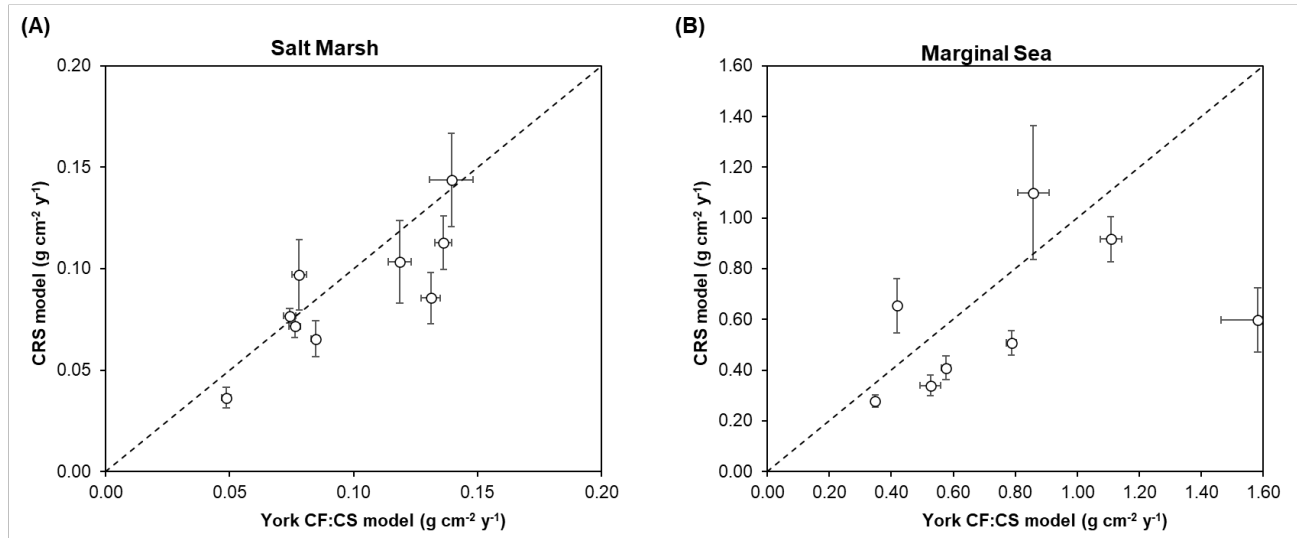 (A)
Salt Marsh
0.20
0.15
0.10
0.05
0.00
0.00 0.05 0.10 0.15 0.20
CRS model (g cm⁻² y⁻¹)
York CF:CS model (g cm⁻² y⁻¹)
(B)
Marginal Sea
1.60
1.40
1.20
1.00
0.80
0.60
0.40
0.20
0.00
0.00 0.20 0.40 0.60 0.80 1.00 1.20 1.40 1.60
CRS model (g cm⁻² y⁻¹)
York CF:CS model (g cm⁻² y⁻¹)